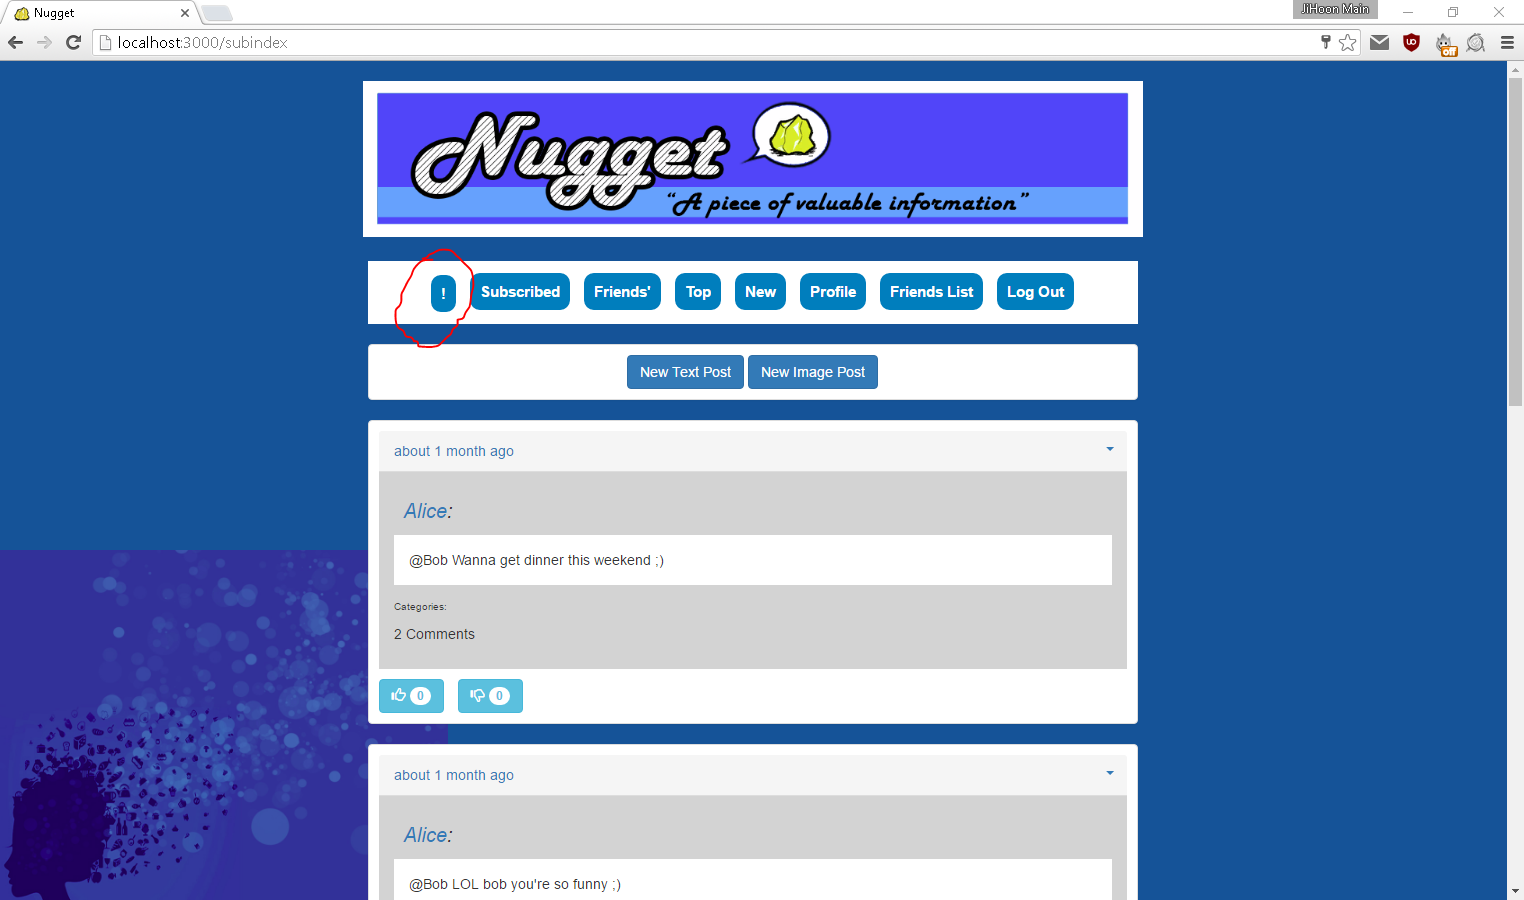 Nugget
JiHoon Main
localhost:3000/subindex
off
Nugget
"A piece of valuable information"
! Subscribed Friends' Top New Profile Friends List Log Out
New Text Post New Image Post
about 1 month ago
Alice:
@Bob Wanna get dinner this weekend ;)
Categories:
2 Comments
0 0
about 1 month ago
Alice:
@Bob LOL bob you're so funny ;)